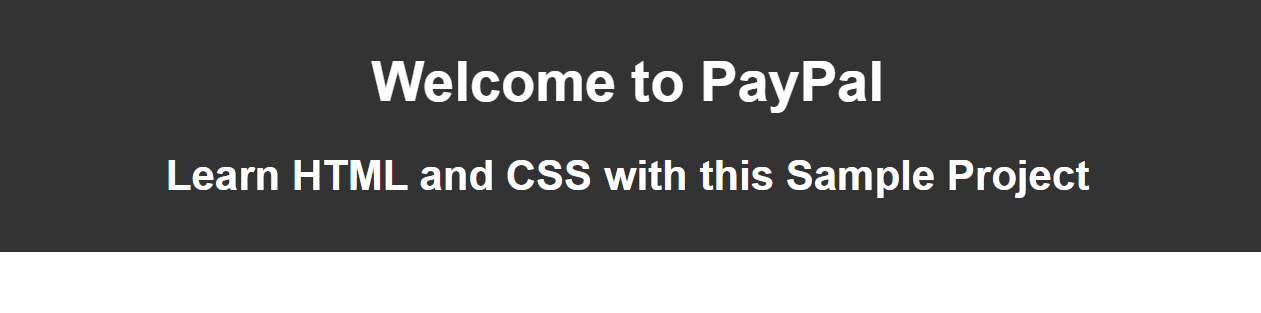 Welcome to PayPal
Learn HTML and CSS with this Sample Project